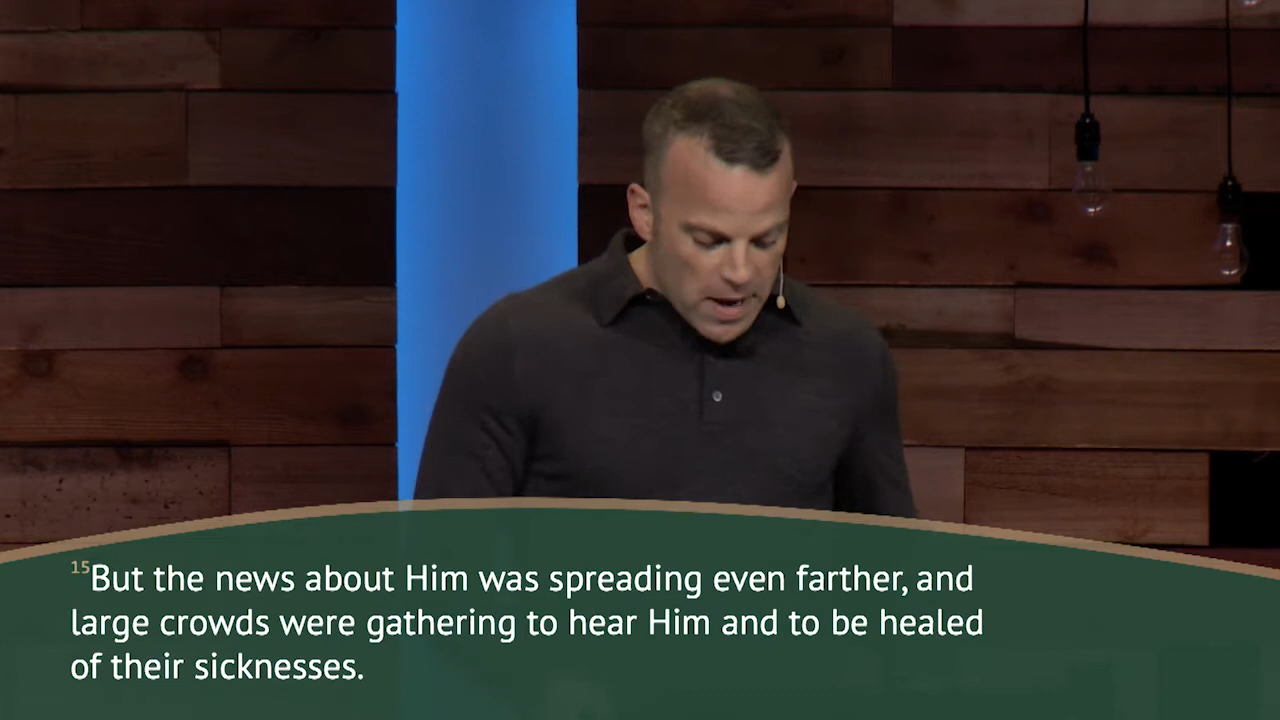 15But the news about Him was spreading even farther, and
large crowds were gathering to hear Him and to be healed
of their sicknesses.